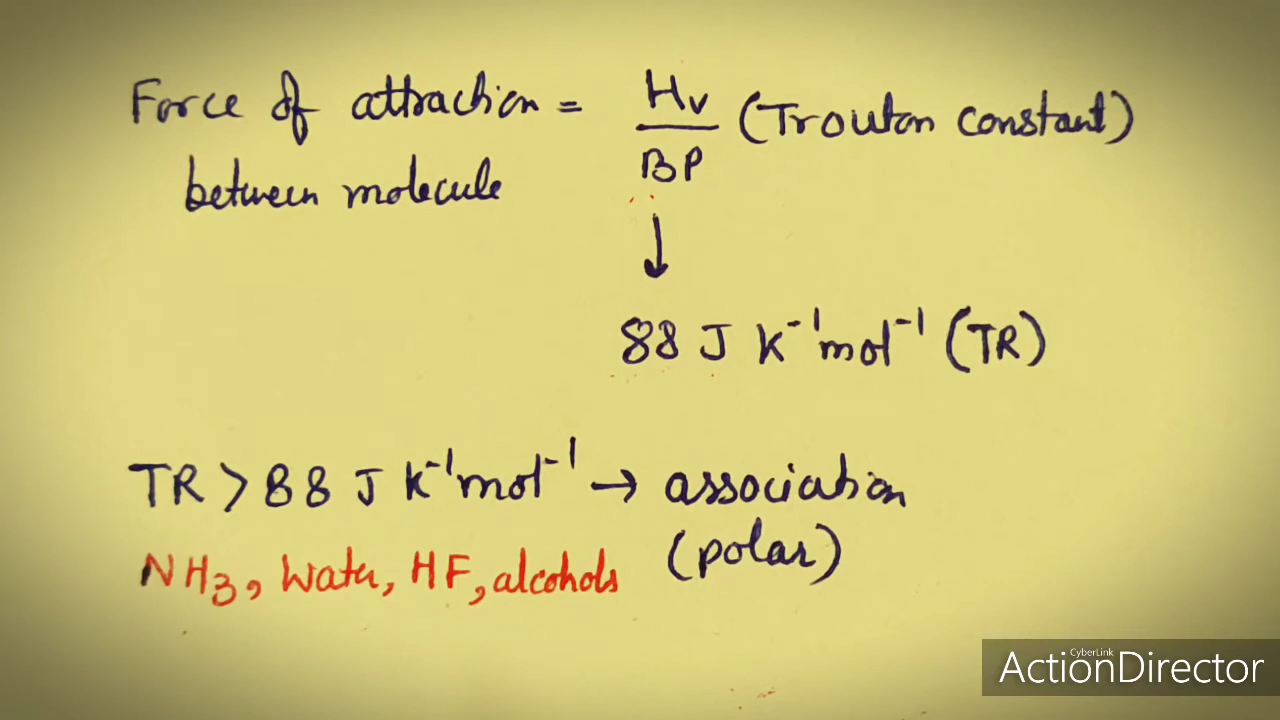 Force of attraction = Hv/BP (Trouton constant)
between molecule
↓
88 J K⁻¹mol⁻¹ (TR)
TR > 88 J K⁻¹mol⁻¹ → association
(polar)
NH3, Water, HF, alcohols
CyberLink
ActionDirector